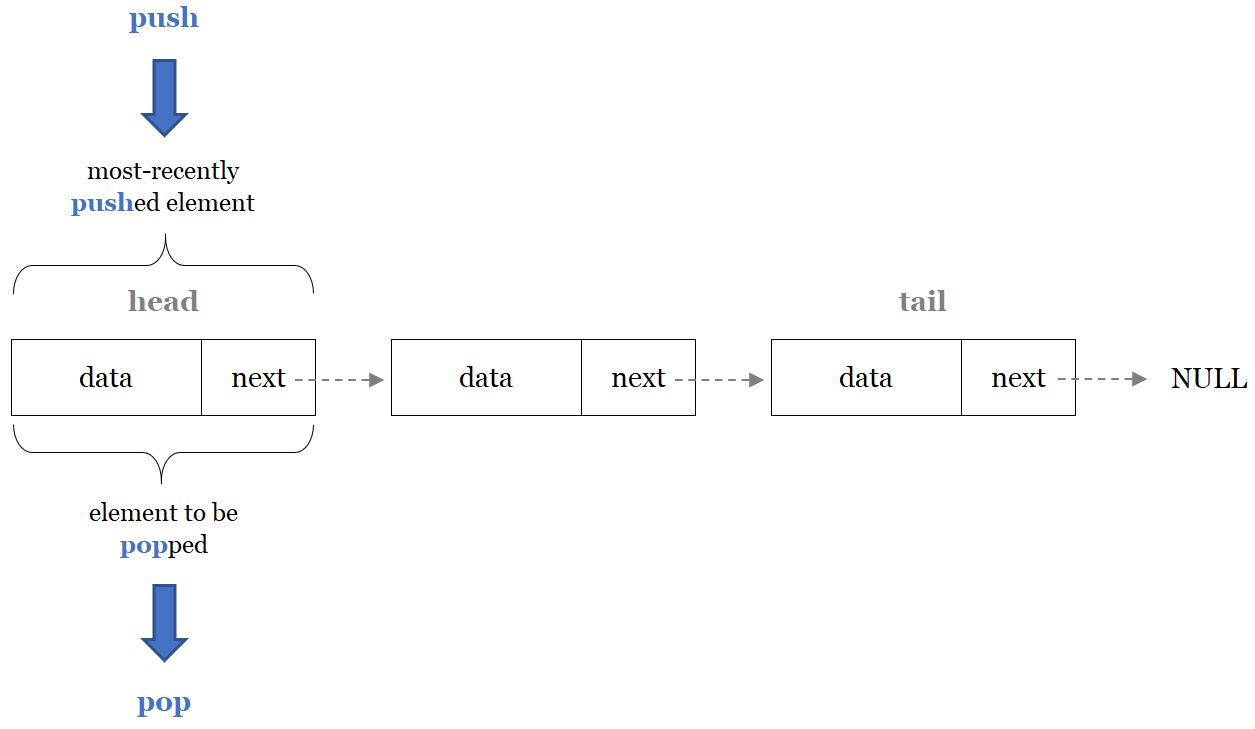 push
most-recently
pushed element
head
tail
data next data next data next NULL
element to be
popped
pop